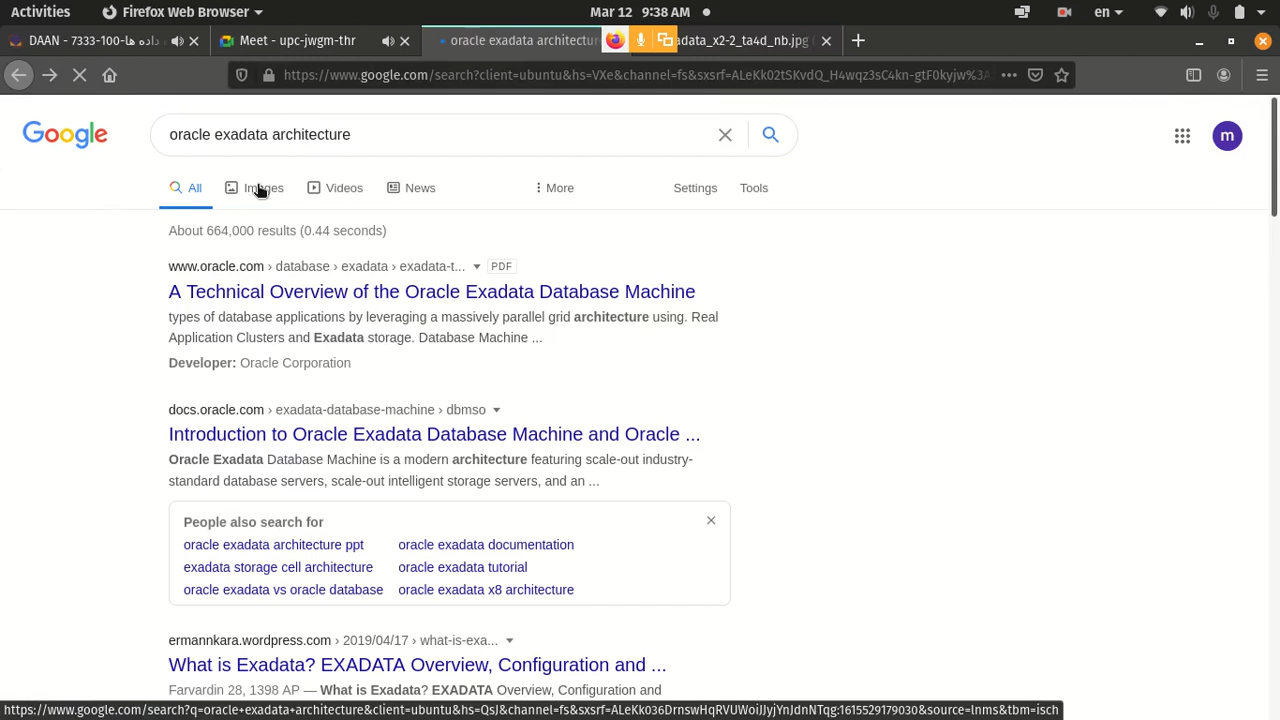 Activities Firefox Web Browser Mar 12 9:38 AM en
DAAN - 7333-100-داده ها Meet - upc-jwgm-thr oracle exadata architectur adata_x2-2_ta4d_nb.jpg (
https://www.google.com/search?client=ubuntu&hs=VXe&channel=fs&sxsrf=ALeKk02tSKvdQ_H4wqz3sC4kn-gtF0kyjw%3A
Google oracle exadata architecture m
All Images Videos News More Settings Tools
About 664,000 results (0.44 seconds)
www.oracle.com › database › exadata › exadata-t... PDF
A Technical Overview of the Oracle Exadata Database Machine
types of database applications by leveraging a massively parallel grid architecture using. Real
Application Clusters and Exadata storage. Database Machine ...
Developer: Oracle Corporation
docs.oracle.com › exadata-database-machine › dbmso
Introduction to Oracle Exadata Database Machine and Oracle ...
Oracle Exadata Database Machine is a modern architecture featuring scale-out industry-
standard database servers, scale-out intelligent storage servers, and an ...
People also search for
oracle exadata architecture ppt oracle exadata documentation
exadata storage cell architecture oracle exadata tutorial
oracle exadata vs oracle database oracle exadata x8 architecture
ermannkara.wordpress.com › 2019/04/17 › what-is-exa...
What is Exadata? EXADATA Overview, Configuration and ...
Farvardin 28, 1398 AP — What is Exadata? EXADATA Overview, Configuration and
https://www.google.com/search?q=oracle+exadata+architecture&client=ubuntu&hs=QsJ&channel=fs&sxsrf=ALeKk036DrnswHqRVUWoiJJyjYnJdnNTqg:1615529179030&source=lnms&tbm=isch